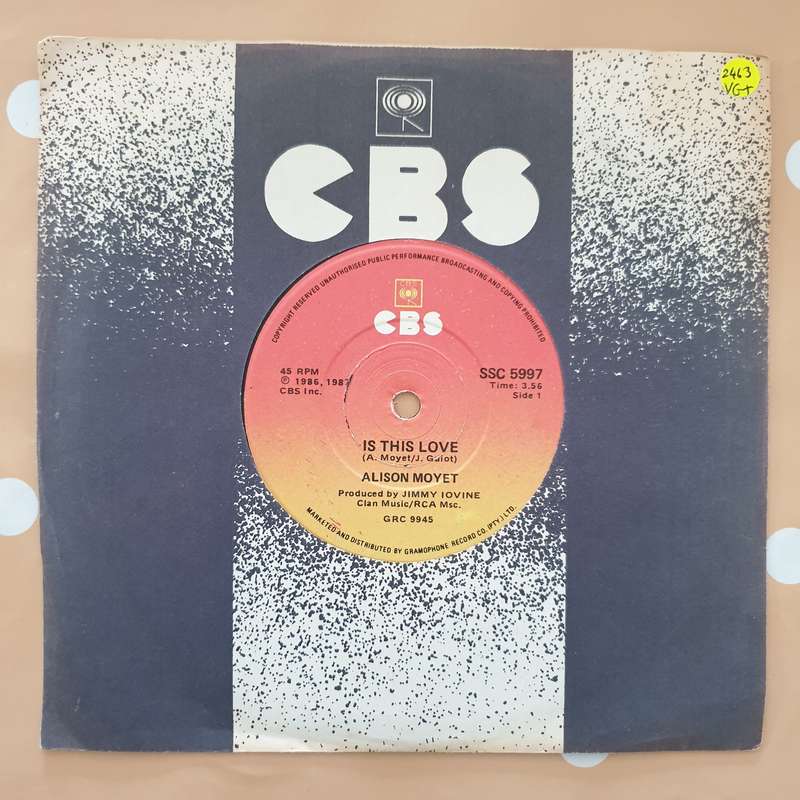 2463
VG+
CBS
COPYRIGHT RESERVED UNAUTHORISED PUBLIC PERFORMANCE BROADCASTING AND COPYING PROHIBITED
CBS
CBS
45 RPM
℗ 1986, 1987
CBS Inc.
SSC 5997
Time: 3.56
Side 1
IS THIS LOVE
(A. Moyet/J. Guiot)
ALISON MOYET
Produced by JIMMY IOVINE
Clan Music/RCA Msc.
GRC 9945
MARKETED AND DISTRIBUTED BY GRAMOPHONE RECORD CO. (PTY.) LTD.